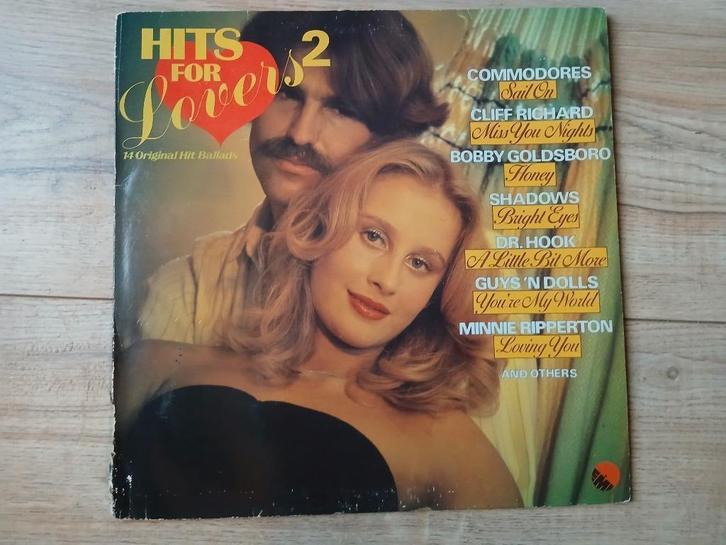 HITS 2
FOR
Lovers
14 Original Hit Ballads
COMMODORES
Sail On
CLIFF RICHARD
Miss You Nights
BOBBY GOLDSBORO
Honey
SHADOWS
Bright Eyes
DR. HOOK
A Little Bit More
GUYS 'N DOLLS
You're My World
MINNIE RIPPERTON
Loving You
AND OTHERS
EMI